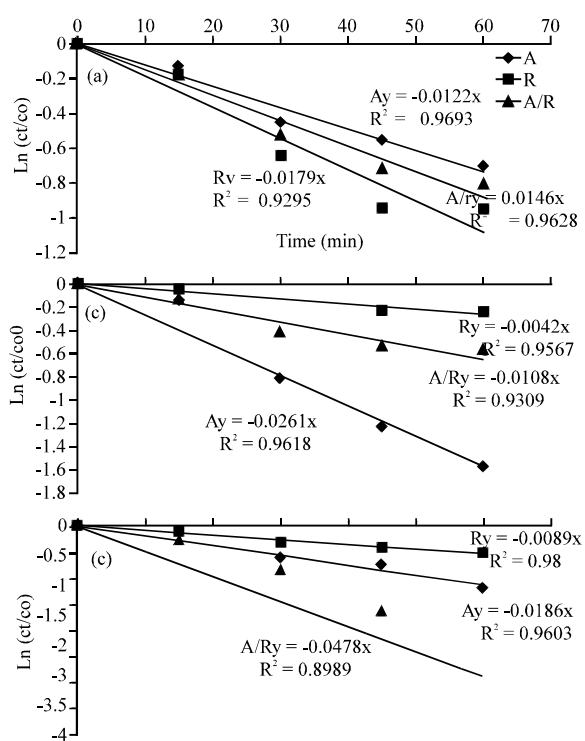 0 10 20 30 40 50 60 70
0
-0.2
-0.4
-0.6
-0.8
-1
-1.2
Ln (ct/co)
(a)
A
R
A/R
Ay = -0.0122x
R² = 0.9693
Rv = -0.0179x
R² = 0.9295
A/ry = 0.0146x
R² = 0.9628
Time (min)
0
-0.2
-0.4
-0.6
-0.8
-1
-1.2
-1.4
-1.6
-1.8
Ln (ct/co0
(c)
Ry = -0.0042x
R² = 0.9567
A/Ry = -0.0108x
R² = 0.9309
Ay = -0.0261x
R² = 0.9618
0
-0.5
-1
-1.5
-2
-3
-3.5
-4
Ln (ct/co)
(c)
Ry = -0.0089x
R² = 0.98
Ay = -0.0186x
R² = 0.9603
A/Ry = -0.0478x
R² = 0.8989